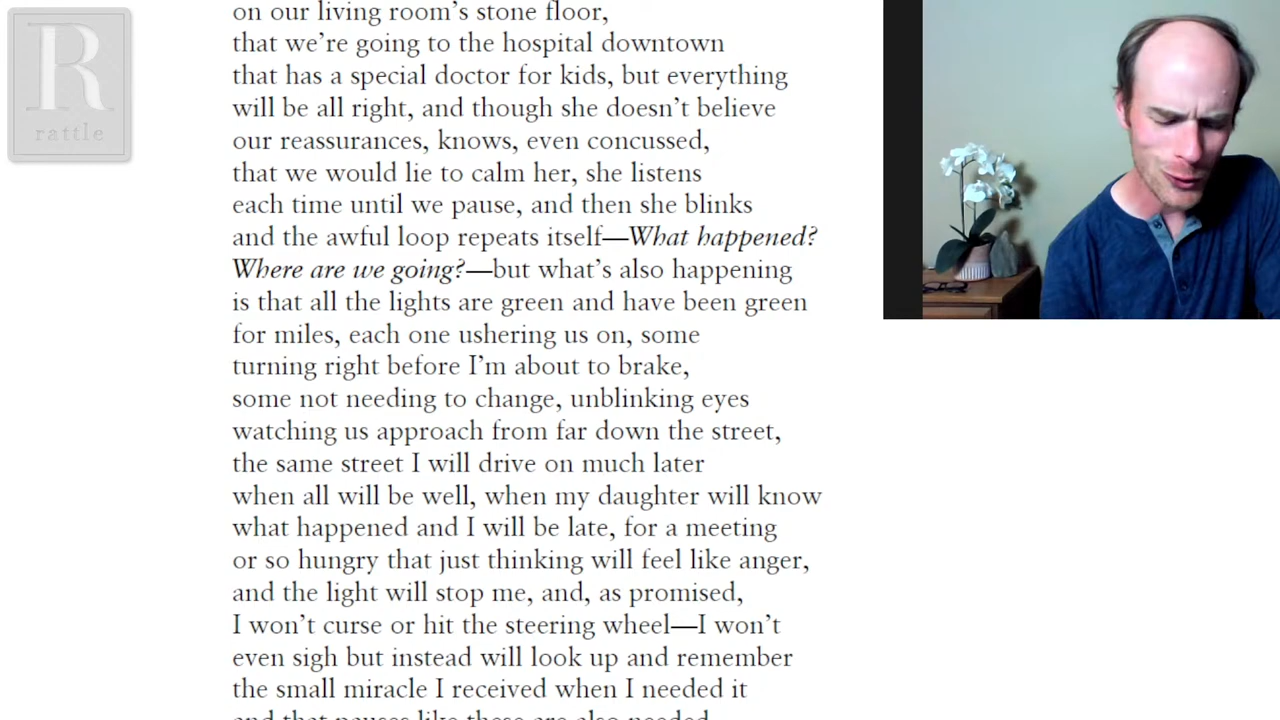 on our living room’s stone floor,
that we’re going to the hospital downtown
that has a special doctor for kids, but everything
will be all right, and though she doesn’t believe
our reassurances, knows, even concussed,
that we would lie to calm her, she listens
each time until we pause, and then she blinks
and the awful loop repeats itself—What happened?
Where are we going?—but what’s also happening
is that all the lights are green and have been green
for miles, each one ushering us on, some
turning right before I’m about to brake,
some not needing to change, unblinking eyes
watching us approach from far down the street,
the same street I will drive on much later
when all will be well, when my daughter will know
what happened and I will be late, for a meeting
or so hungry that just thinking will feel like anger,
and the light will stop me, and, as promised,
I won’t curse or hit the steering wheel—I won’t
even sigh but instead will look up and remember
the small miracle I received when I needed it
and that pauses like these are also needed
R
rattle